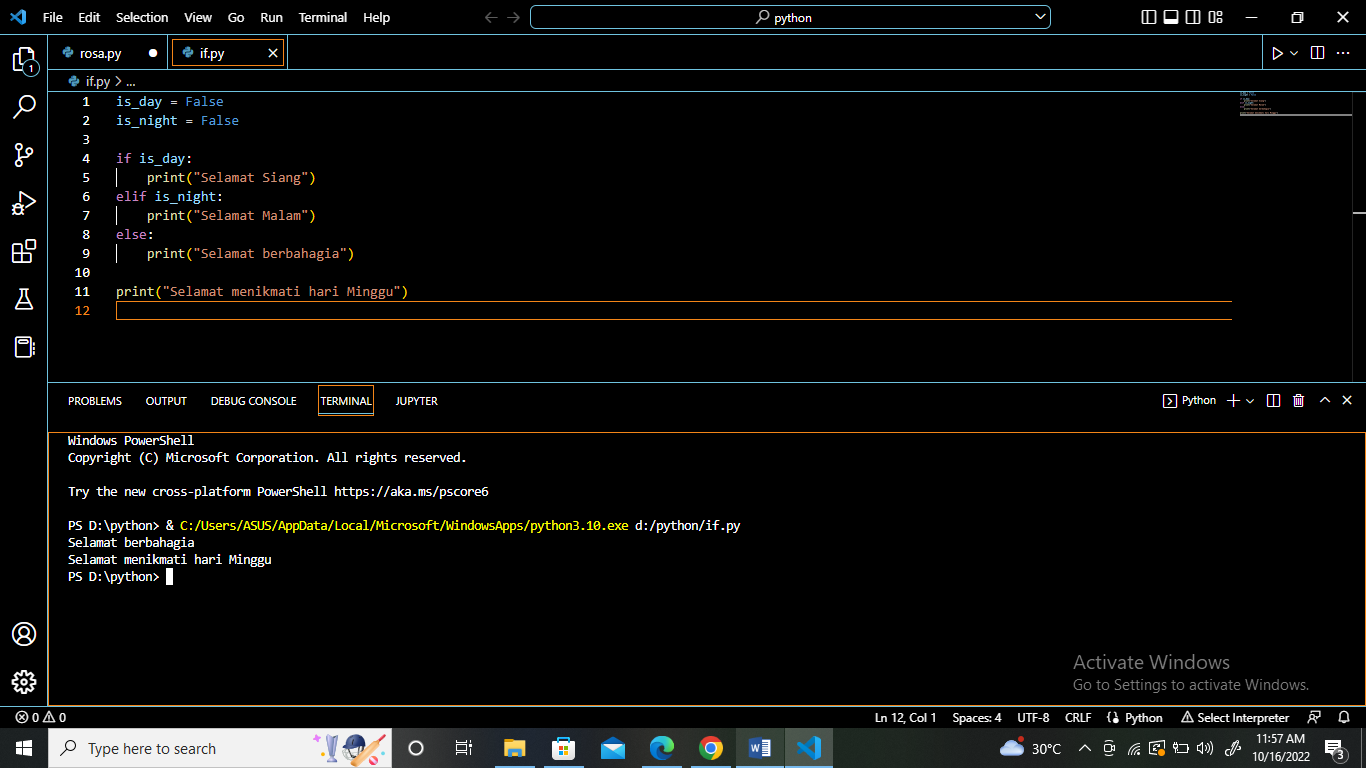 File Edit Selection View Go Run Terminal Help python
rosa.py if.py
1
if.py > ...
1 is_day = False
2 is_night = False
3
4 if is_day:
5 print("Selamat Siang")
6 elif is_night:
7 print("Selamat Malam")
8 else:
9 print("Selamat berbahagia")
10
11 print("Selamat menikmati hari Minggu")
12
PROBLEMS OUTPUT DEBUG CONSOLE TERMINAL JUPYTER Python
Windows PowerShell
Copyright (C) Microsoft Corporation. All rights reserved.
Try the new cross-platform PowerShell https://aka.ms/pscore6
PS D:\python> & C:/Users/ASUS/AppData/Local/Microsoft/WindowsApps/python3.10.exe d:/python/if.py
Selamat berbahagia
Selamat menikmati hari Minggu
PS D:\python>
Activate Windows
Go to Settings to activate Windows.
0 0 Ln 12, Col 1 Spaces: 4 UTF-8 CRLF Python Select Interpreter
Type here to search 30°C 11:57 AM
10/16/2022 3